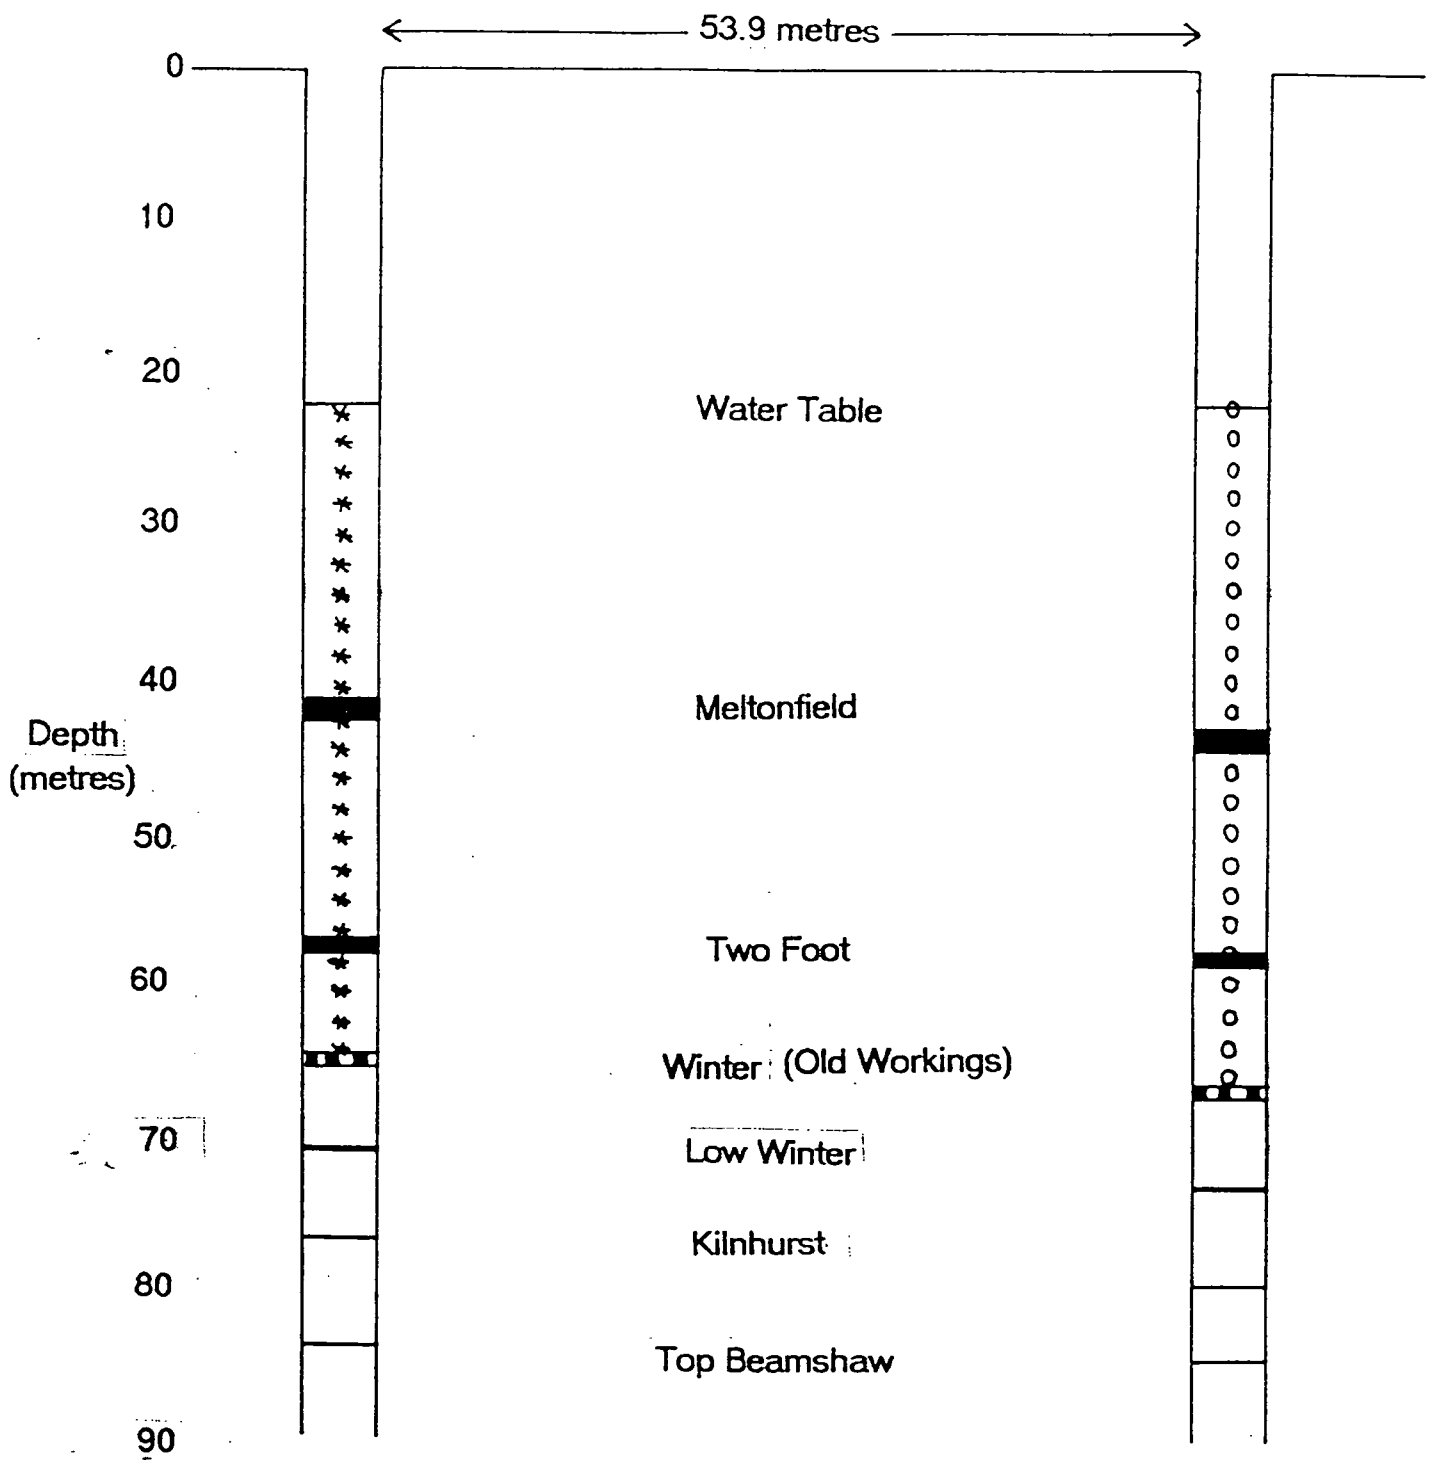 53.9 metres
0
10
20
Water Table
30
40
Meltonfield
Depth
(metres)
50
Two Foot
60
Winter (Old Workings)
70
Low Winter
Kilnhurst
80
Top Beamshaw
90